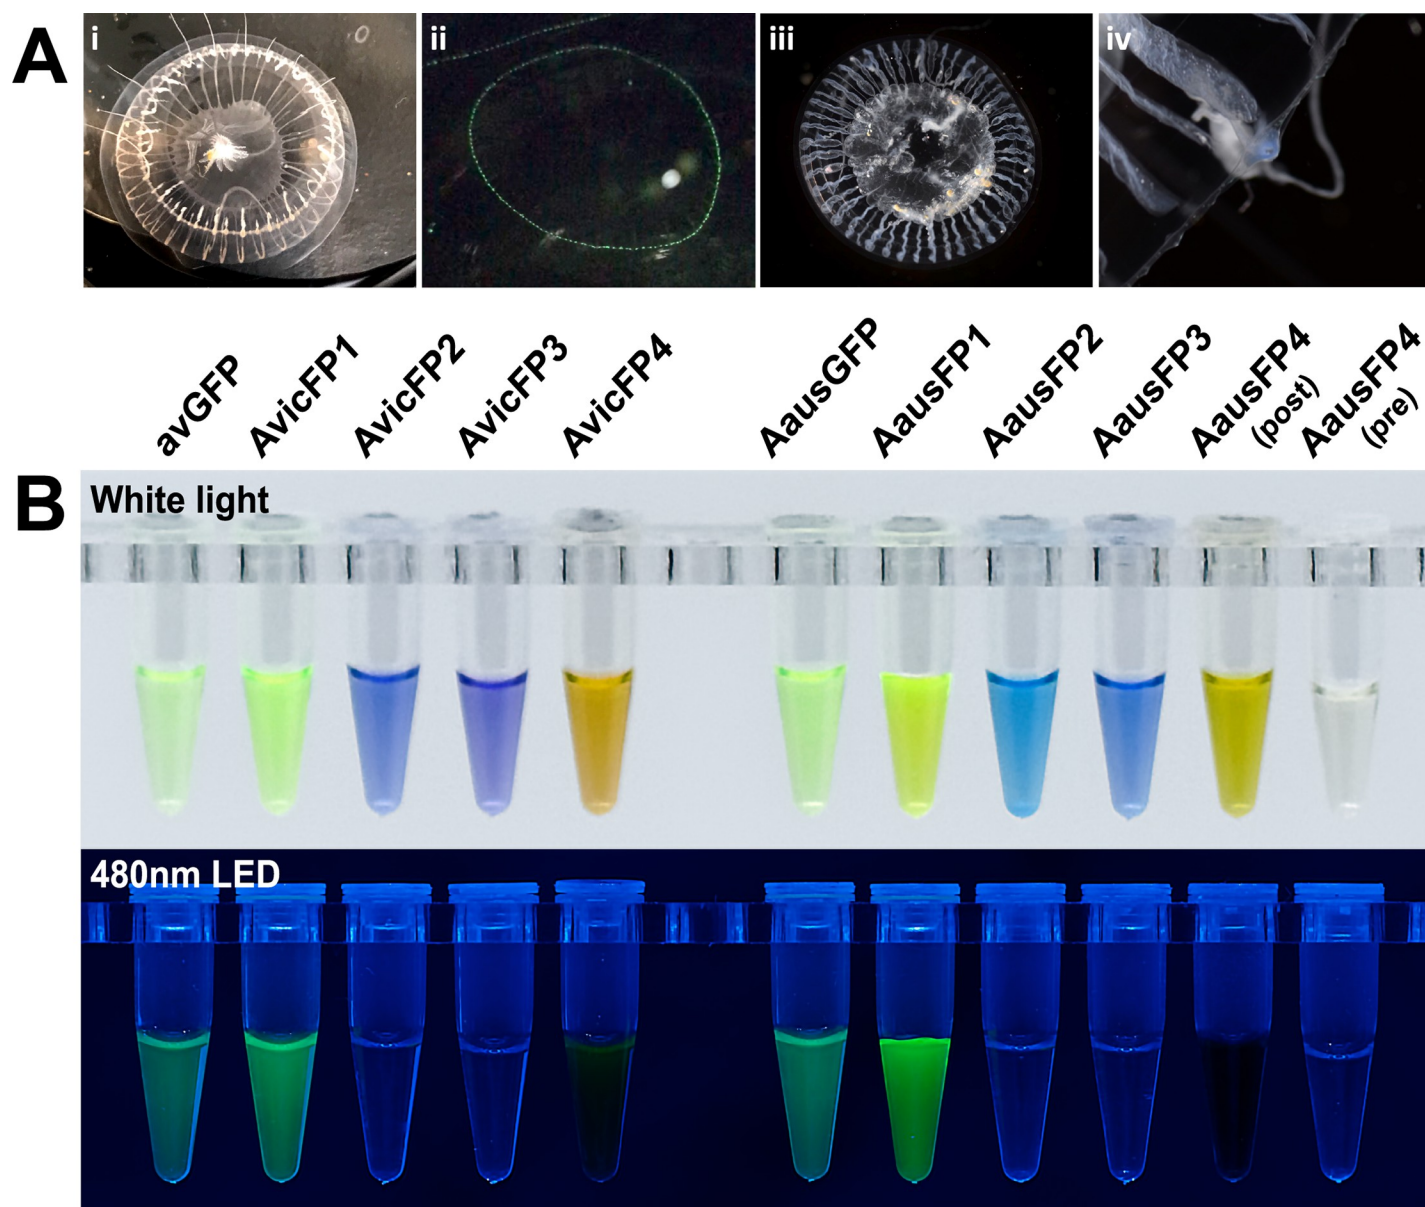 A
i
ii
iii
iv
avGFP
AvicFP1
AvicFP2
AvicFP3
AvicFP4
AausGFP
AausFP1
AausFP2
AausFP3
AausFP4
(post)
AausFP4
(pre)
B
White light
480nm LED